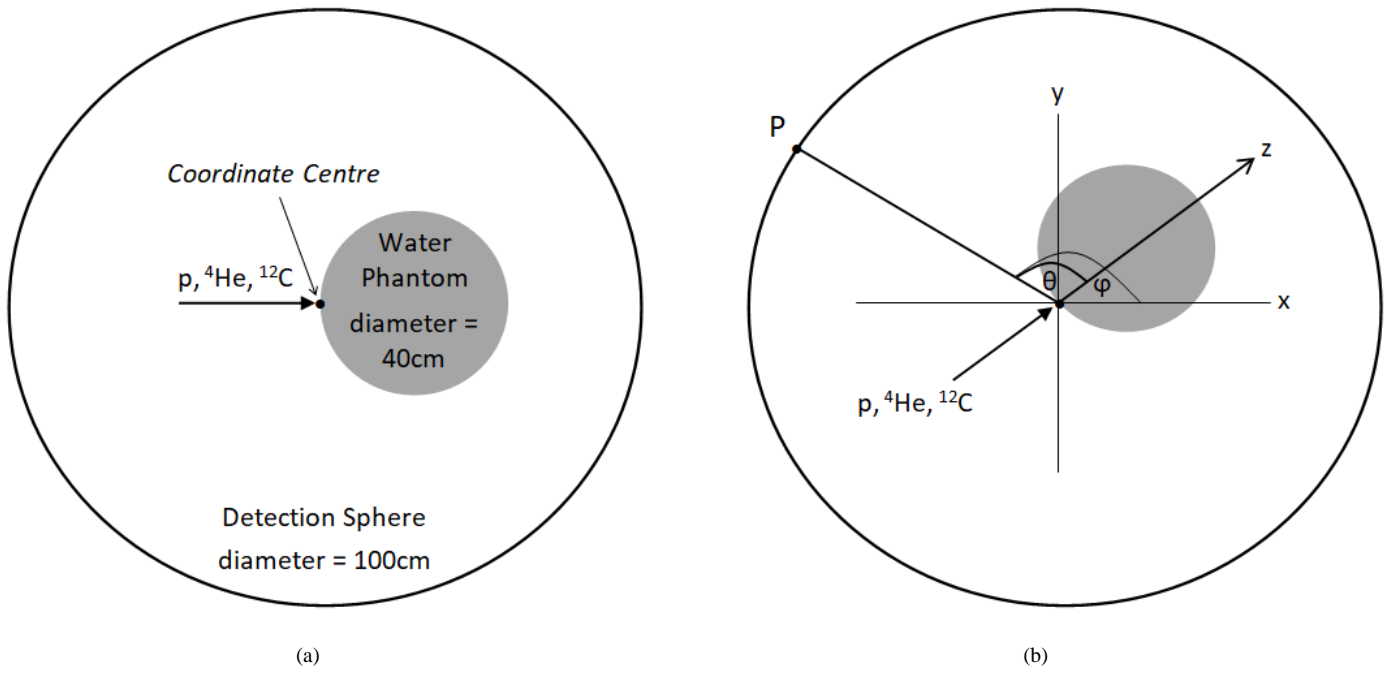 Coordinate Centre
p, ⁴He, ¹²C
Water
Phantom
diameter =
40cm
Detection Sphere
diameter = 100cm
(a)
y
P
z
θ
φ
x
p, ⁴He, ¹²C
(b)